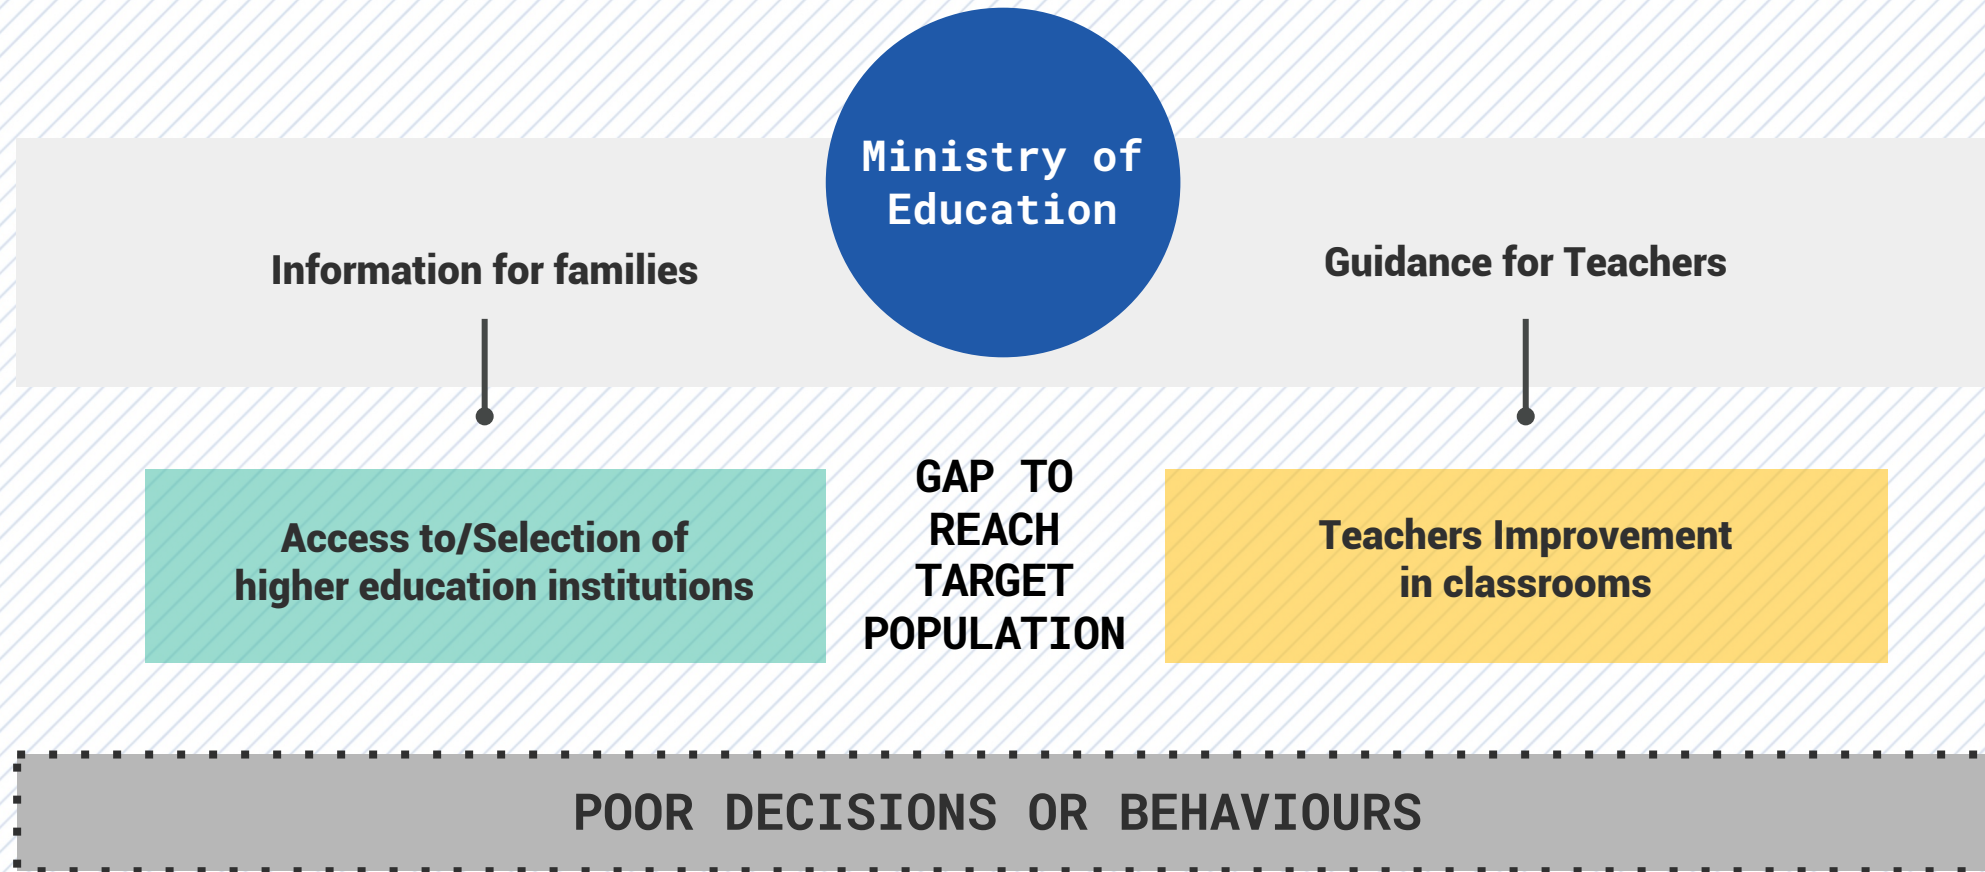 Ministry of
Education
Information for families
Guidance for Teachers
Access to/Selection of
higher education institutions
GAP TO
REACH
TARGET
POPULATION
Teachers Improvement
in classrooms
POOR DECISIONS OR BEHAVIOURS